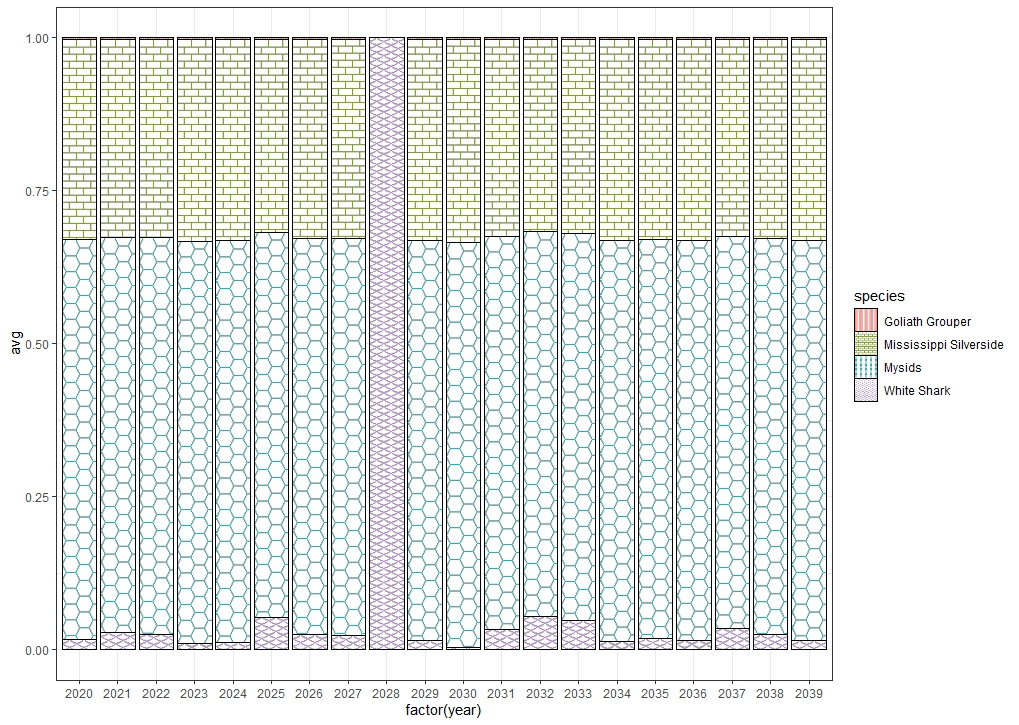 1.00
0.75
0.50
0.25
0.00
avg
2020 2021 2022 2023 2024 2025 2026 2027 2028 2029 2030 2031 2032 2033 2034 2035 2036 2037 2038 2039
factor(year)
species
Goliath Grouper
Mississippi Silverside
Mysids
White Shark